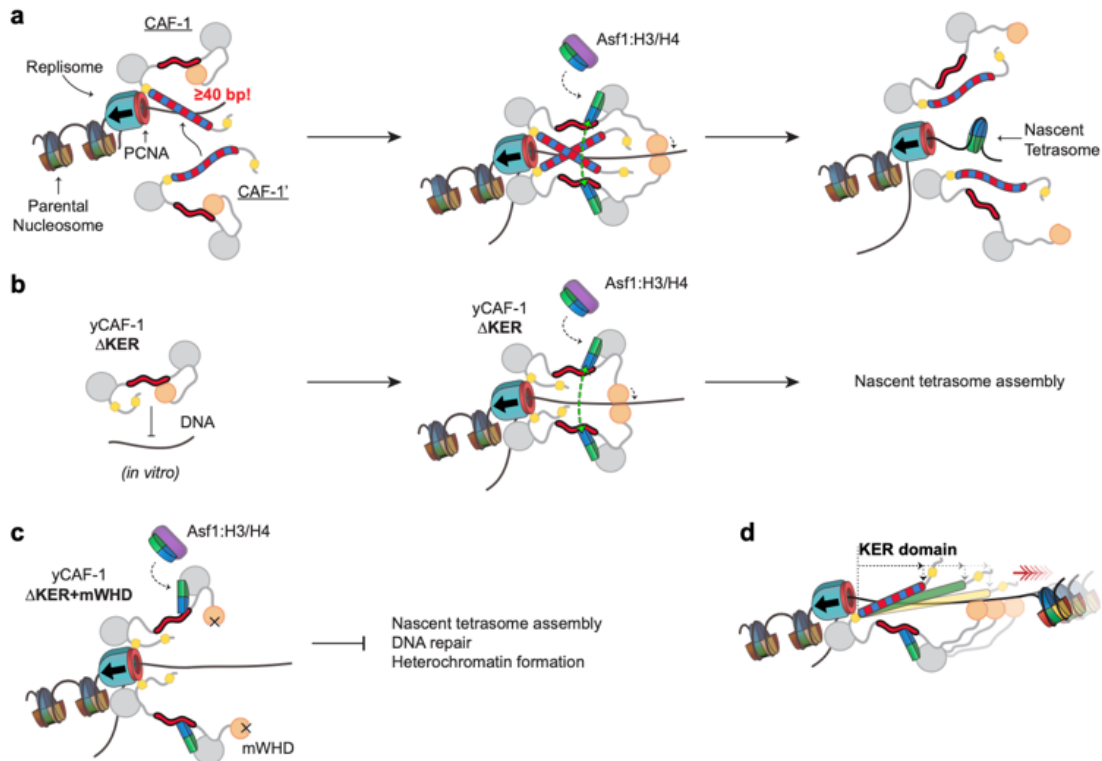 a
CAF-1
Replisome
≥40 bp!
PCNA
CAF-1'
Parental
Nucleosome
Asf1:H3/H4
Nascent
Tetrasome
b
yCAF-1
ΔKER
DNA
(in vitro)
Asf1:H3/H4
yCAF-1
ΔKER
Nascent tetrasome assembly
c
Asf1:H3/H4
yCAF-1
ΔKER+mWHD
Nascent tetrasome assembly
DNA repair
Heterochromatin formation
mWHD
d
KER domain